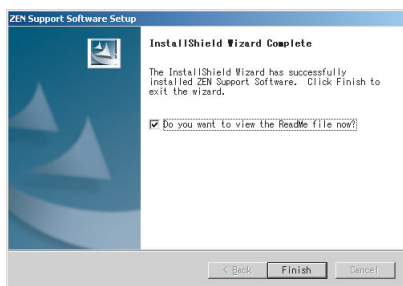 ZEN Support Software Setup
InstallShield Wizard Complete
The InstallShield Wizard has successfully
installed ZEN Support Software. Click Finish to
exit the wizard.
Do you want to view the ReadMe file now?
< Back Finish Cancel